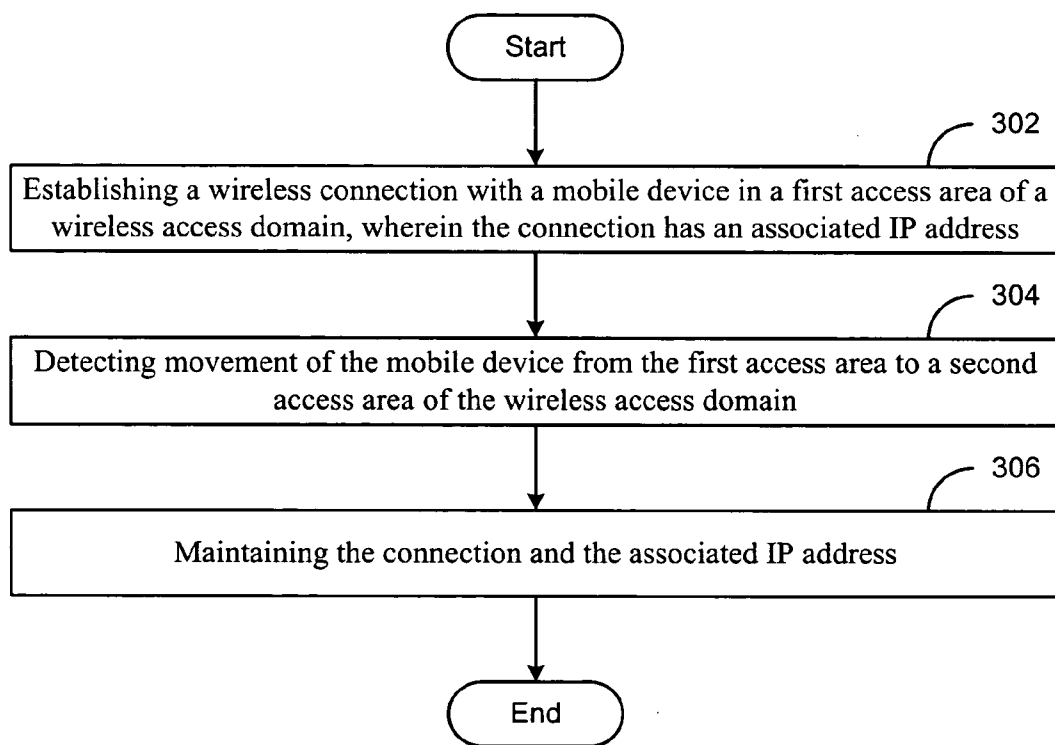 Start
302
Establishing a wireless connection with a mobile device in a first access area of a
wireless access domain, wherein the connection has an associated IP address
304
Detecting movement of the mobile device from the first access area to a second
access area of the wireless access domain
306
Maintaining the connection and the associated IP address
End